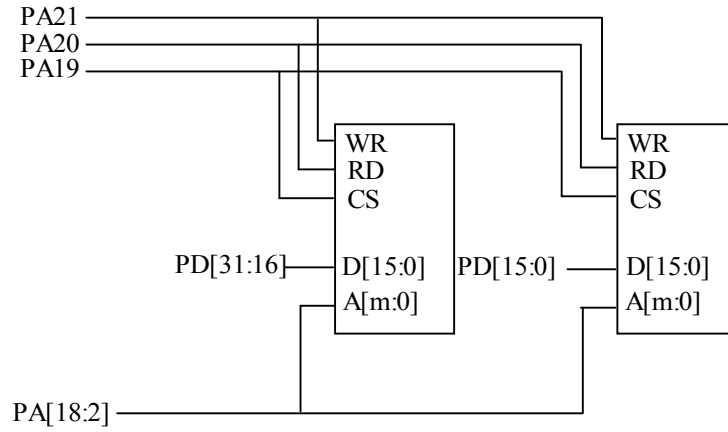 PA21
PA20
PA19
WR
RD
CS
WR
RD
CS
PD[31:16]
D[15:0]
PD[15:0]
D[15:0]
A[m:0]
A[m:0]
PA[18:2]